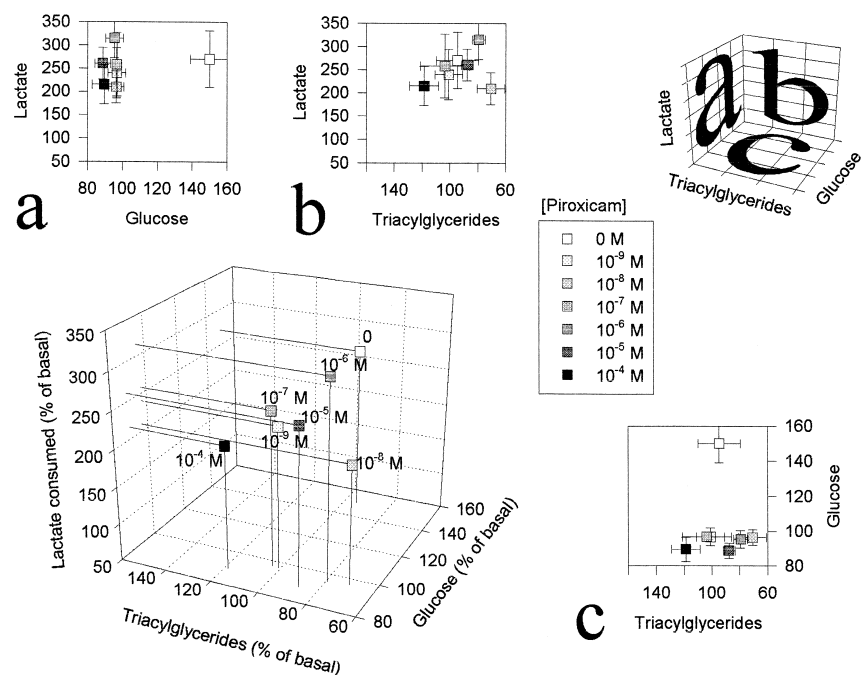 350
300
250
200
150
100
50
Lactate
80 100 120 140 160
Glucose
a
350
300
250
200
150
100
50
Lactate
140 100 60
Triacylglycerides
b
a b
c
Lactate
Triacylglycerides
Glucose
[Piroxicam]
0 M
10⁻⁹ M
10⁻⁸ M
10⁻⁷ M
10⁻⁶ M
10⁻⁵ M
10⁻⁴ M
350
300
250
200
150
100
50
Lactate consumed (% of basal)
0
10⁻⁶ M
10⁻⁷ M
10⁻⁵ M
10⁻⁹ M
10⁻⁴ M
10⁻⁸ M
140 120 100 80 60
Triacylglycerides (% of basal)
160
140
120
100
80
Glucose (% of basal)
160
140
120
100
80
Glucose
140 100 60
Triacylglycerides
c